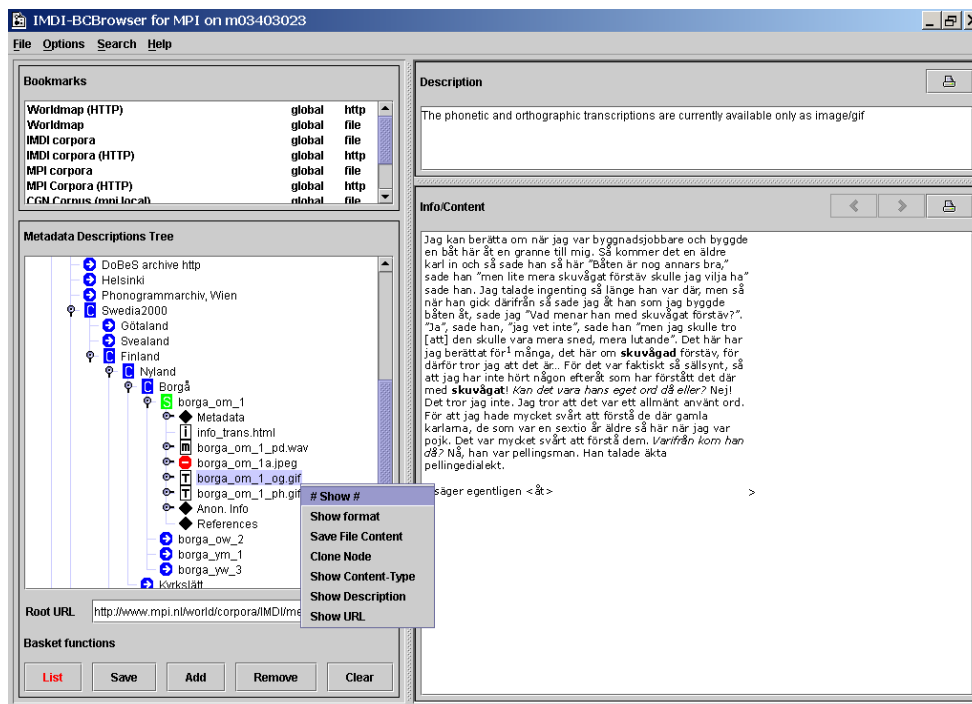 IMDI-BCBrowser for MPI on m03403023
File Options Search Help
Bookmarks
Worldmap (HTTP) global http
Worldmap global file
IMDI corpora global file
IMDI corpora (HTTP) global http
MPI corpora global file
MPI Corpora (HTTP) global http
CGN Corpus (mpi local) global file
Metadata Descriptions Tree
DoBeS archive http
Helsinki
Phonogrammarchiv, Wien
C Swedia2000
Götaland
Svealand
C Finland
C Nyland
C Borgå
S borga_om_1
Metadata
i info_trans.html
m borga_om_1_pd.wav
borga_om_1a.jpeg
T borga_om_1_og.gif
T borga_om_1_ph.gif
Anon. Info
References
borga_ow_2
borga_ym_1
borga_yw_3
Kyrkslätt
# Show #
Show format
Save File Content
Clone Node
Show Content-Type
Show Description
Show URL
Root URL http://www.mpi.nl/world/corpora/IMDI/me
Basket functions
List Save Add Remove Clear
Description
The phonetic and orthographic transcriptions are currently available only as image/gif
Info/Content
Jag kan berätta om när jag var byggnadsjobbare och byggde
en båt här åt en granne till mig. Så kommer det en äldre
karl in och så sade han så här "Båten är nog annars bra,"
sade han "men lite mera skuvågat förstäv skulle jag vilja ha"
sade han. Jag talade ingenting så länge han var där, men så
när han gick därifrån så sade jag åt han som jag byggde
båten åt, sade jag "Vad menar han med skuvågat förstäv?".
"Ja", sade han, "jag vet inte", sade han "men jag skulle tro
[att] den skulle vara mera sned, mera lutande". Det här har
jag berättat för1 många, det här om skuvågad förstäv, för
därför tror jag att det är... För det var faktiskt så sällsynt, så
att jag har inte hört någon efteråt som har förstått det där
med skuvågat! Kan det vara hans eget ord då eller? Nej!
Det tror jag inte. Jag tror att det var ett allmänt använt ord.
För att jag hade mycket svårt att förstå de där gamla
karlarna, de som var en sextio år äldre så här när jag var
pojk. Det var mycket svårt att förstå dem. Varifrån kom han
då? Nå, han var pellingsman. Han talade äkta
pellingedialekt.
säger egentligen <åt> >